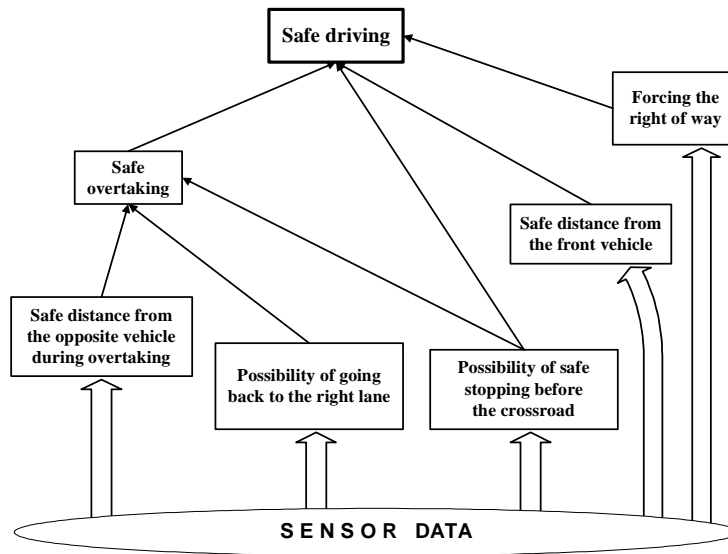 Safe driving
Forcing the
right of way
Safe
overtaking
Safe distance from
the front vehicle
Safe distance from
the opposite vehicle
during overtaking
Possibility of going
back to the right lane
Possibility of safe
stopping before
the crossroad
SENSOR DATA